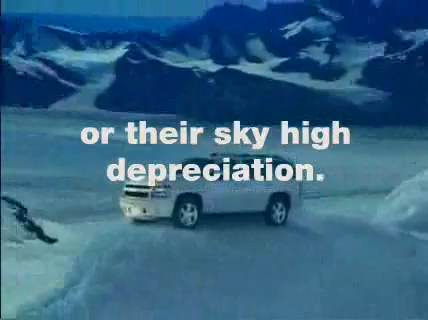 or their sky high
depreciation.